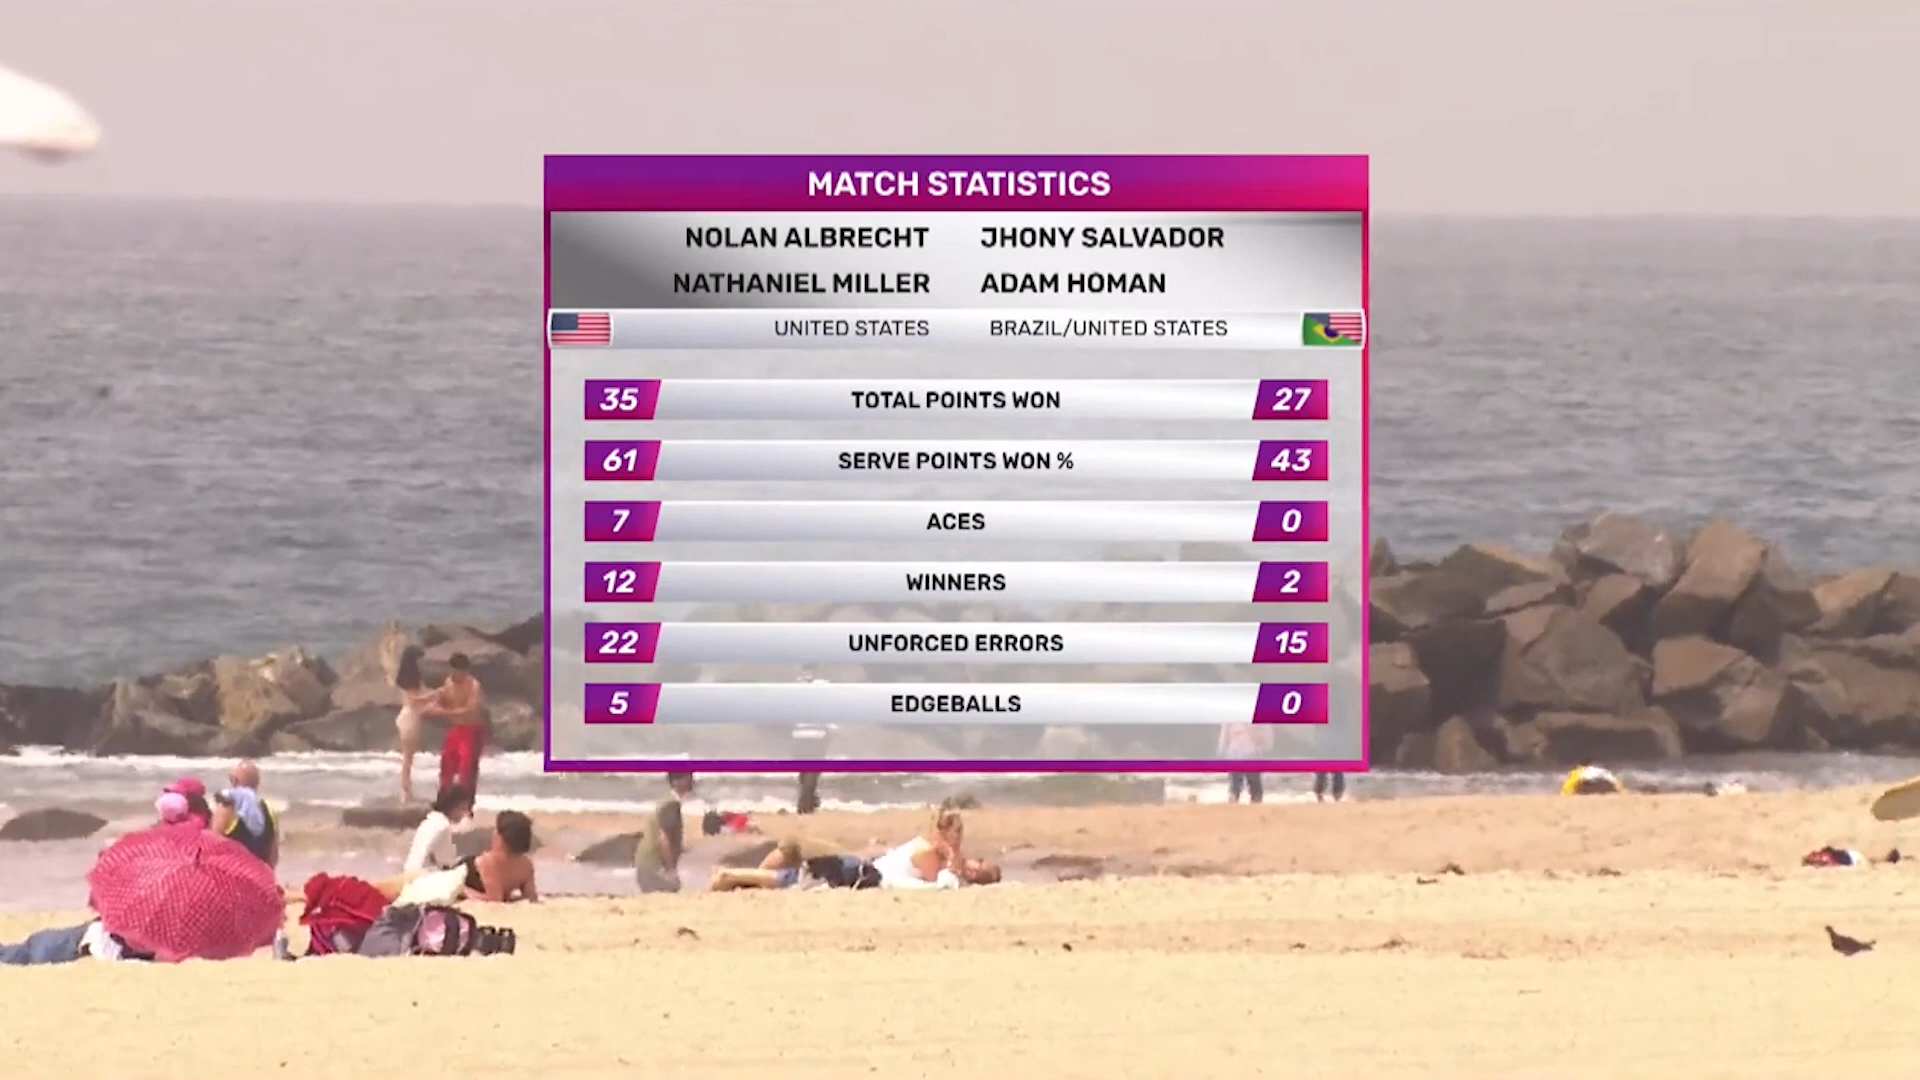 MATCH STATISTICS
NOLAN ALBRECHT JHONY SALVADOR
NATHANIEL MILLER ADAM HOMAN
UNITED STATES BRAZIL/UNITED STATES
35 TOTAL POINTS WON 27
61 SERVE POINTS WON % 43
7 ACES 0
12 WINNERS 2
22 UNFORCED ERRORS 15
5 EDGEBALLS 0